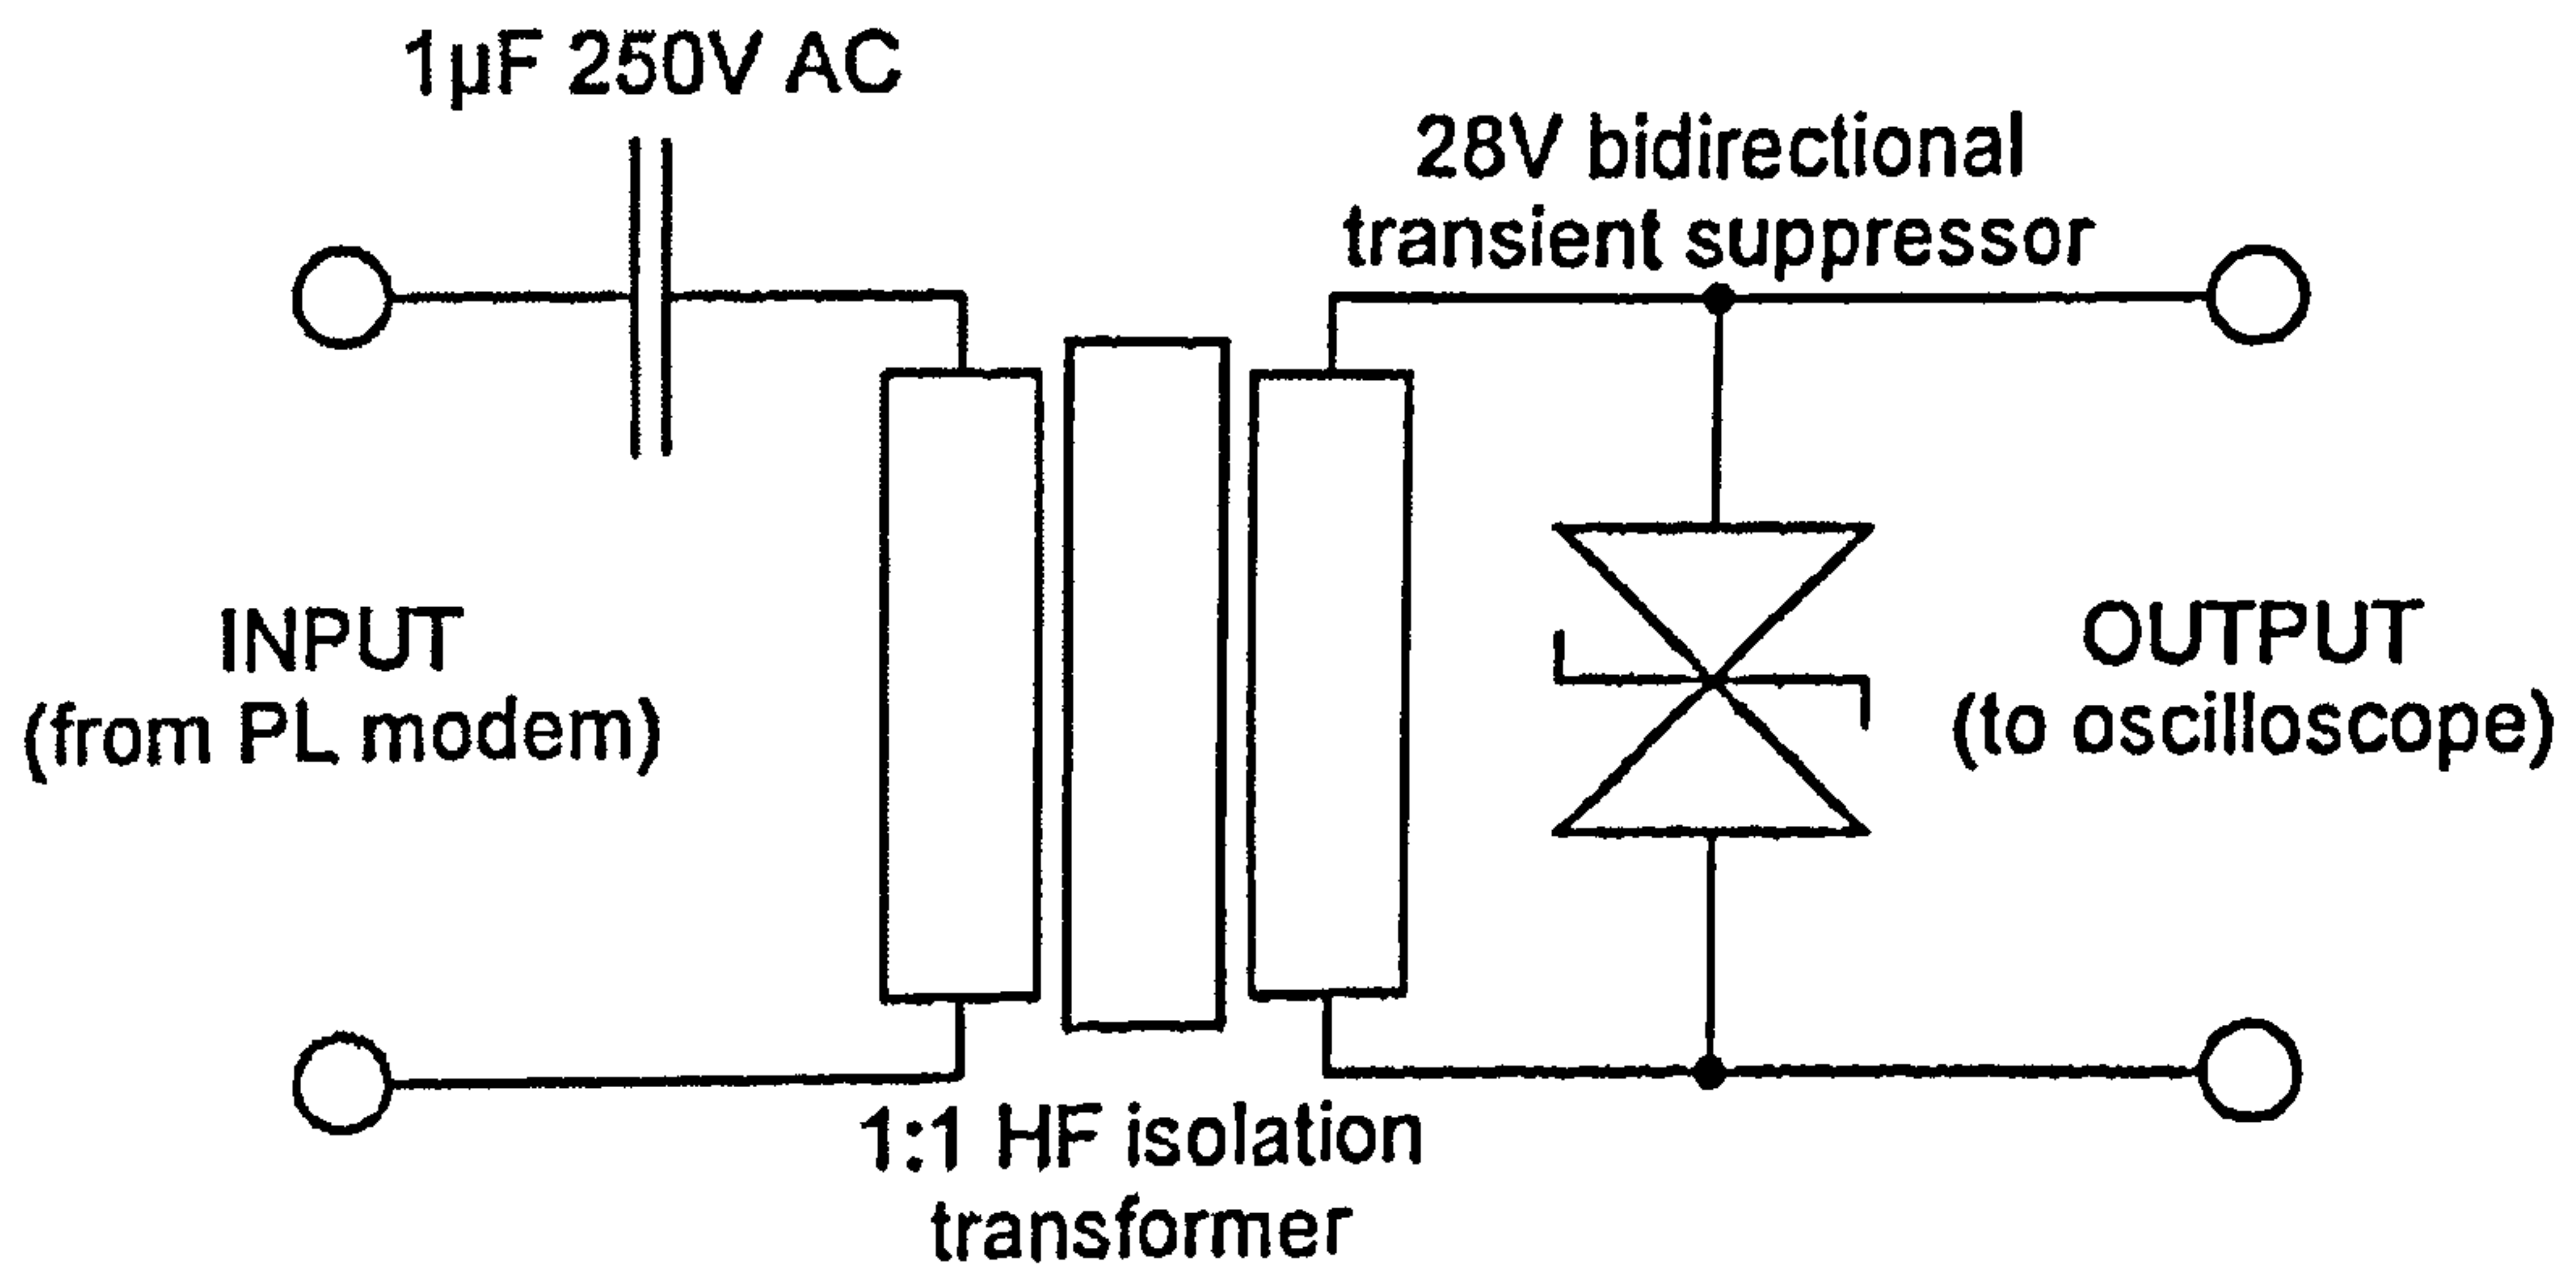 1µF 250V AC
28V bidirectional
transient suppressor
INPUT
(from PL modem)
OUTPUT
(to oscilloscope)
1:1 HF isolation
transformer